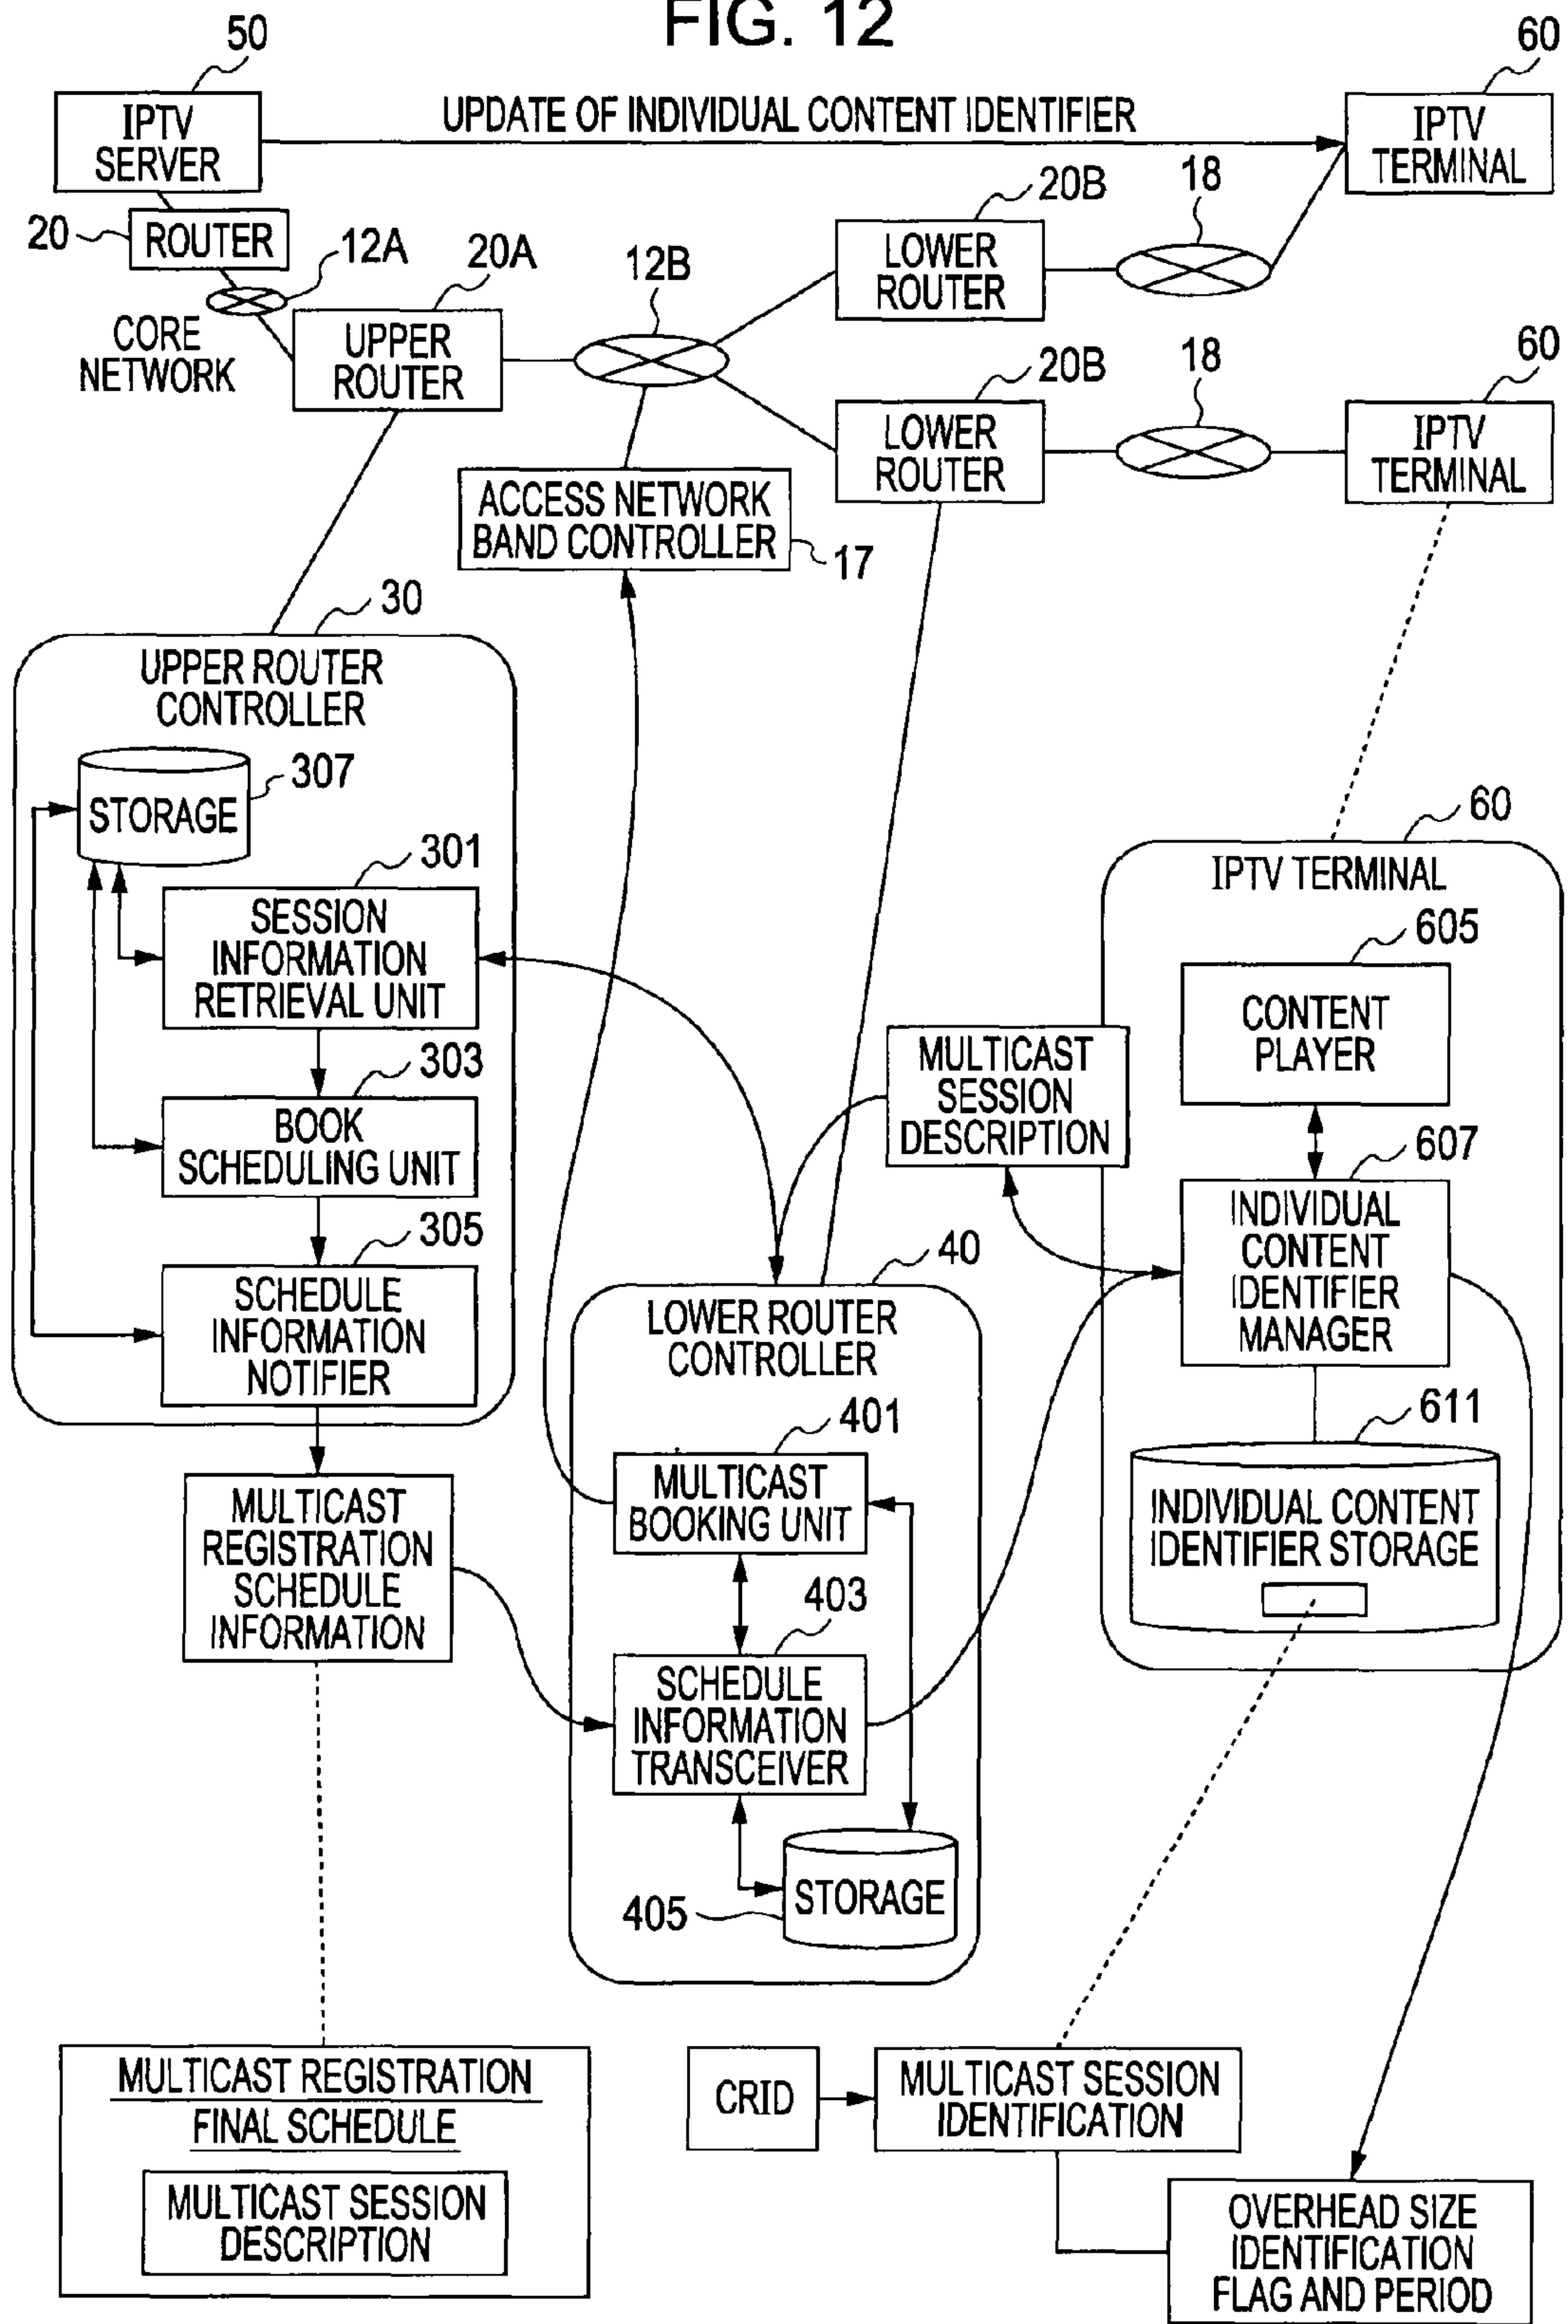 FIG. 12
50
60
IPTV
SERVER
UPDATE OF INDIVIDUAL CONTENT IDENTIFIER
IPTV
TERMINAL
20
ROUTER
12A
20A
12B
20B
18
LOWER
ROUTER
CORE
NETWORK
UPPER
ROUTER
20B
18
60
LOWER
ROUTER
IPTV
TERMINAL
ACCESS NETWORK
BAND CONTROLLER
17
30
UPPER ROUTER
CONTROLLER
307
STORAGE
301
SESSION
INFORMATION
RETRIEVAL UNIT
303
BOOK
SCHEDULING UNIT
305
SCHEDULE
INFORMATION
NOTIFIER
60
IPTV TERMINAL
605
CONTENT
PLAYER
MULTICAST
SESSION
DESCRIPTION
607
INDIVIDUAL
CONTENT
IDENTIFIER
MANAGER
611
INDIVIDUAL CONTENT
IDENTIFIER STORAGE
40
LOWER ROUTER
CONTROLLER
401
MULTICAST
BOOKING UNIT
403
SCHEDULE
INFORMATION
TRANSCEIVER
405
STORAGE
MULTICAST
REGISTRATION
SCHEDULE
INFORMATION
MULTICAST REGISTRATION
FINAL SCHEDULE
MULTICAST SESSION
DESCRIPTION
CRID
MULTICAST SESSION
IDENTIFICATION
OVERHEAD SIZE
IDENTIFICATION
FLAG AND PERIOD